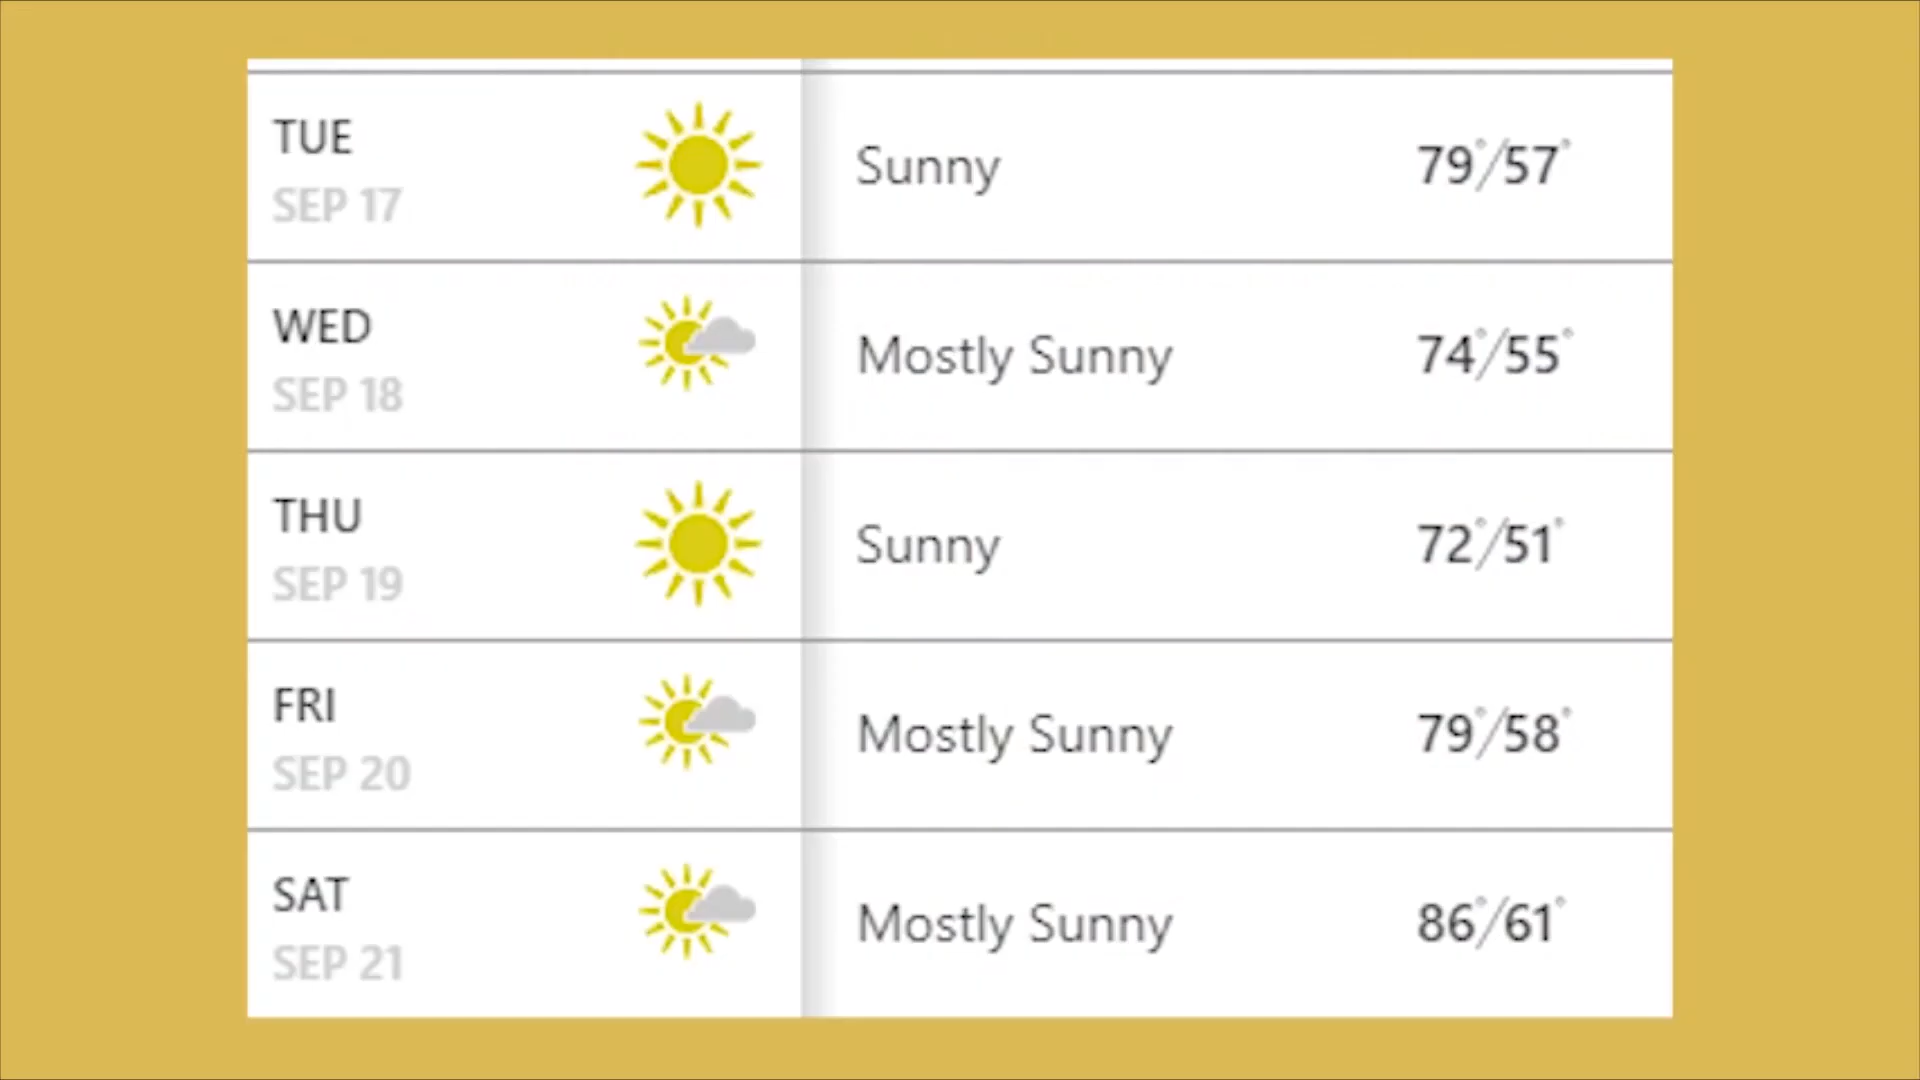 TUE
SEP 17
Sunny
79°/57°
WED
SEP 18
Mostly Sunny
74°/55°
THU
SEP 19
Sunny
72°/51°
FRI
SEP 20
Mostly Sunny
79°/58°
SAT
SEP 21
Mostly Sunny
86°/61°